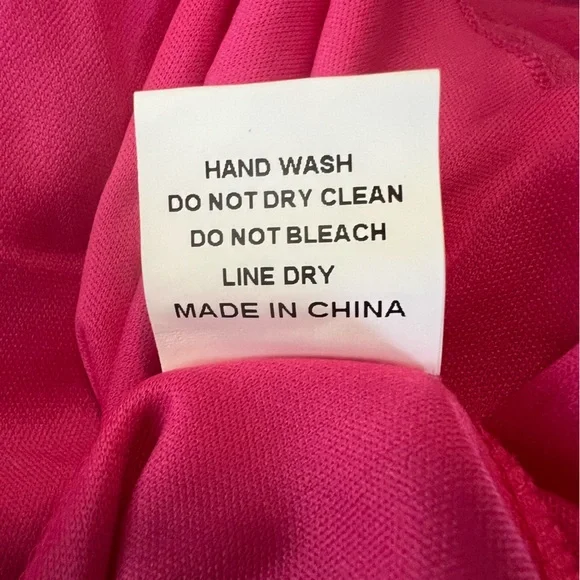 HAND WASH
DO NOT DRY CLEAN
DO NOT BLEACH
LINE DRY
MADE IN CHINA